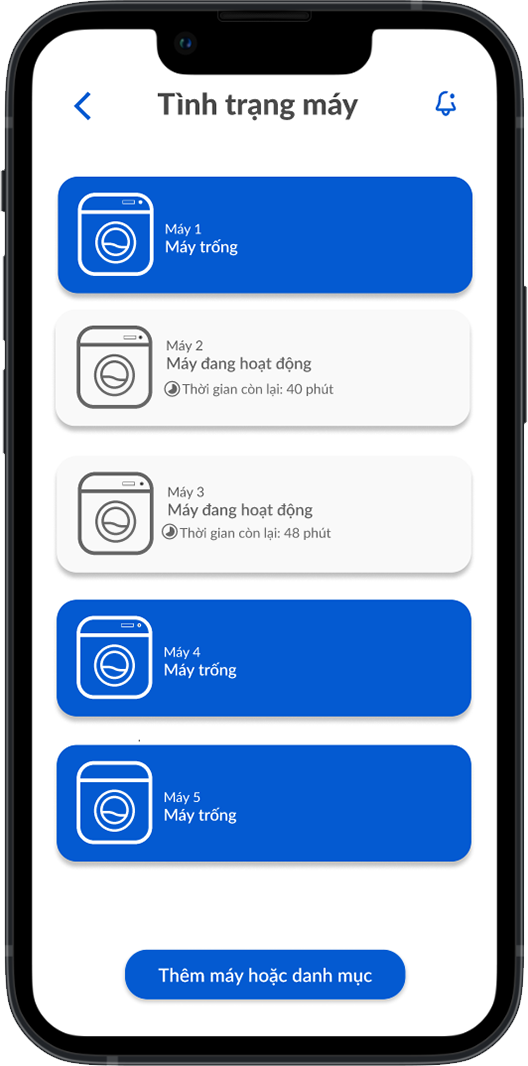 Tình trạng máy
Máy 1
Máy trống
Máy 2
Máy đang hoạt động
Thời gian còn lại: 40 phút
Máy 3
Máy đang hoạt động
Thời gian còn lại: 48 phút
Máy 4
Máy trống
Máy 5
Máy trống
Thêm máy hoặc danh mục